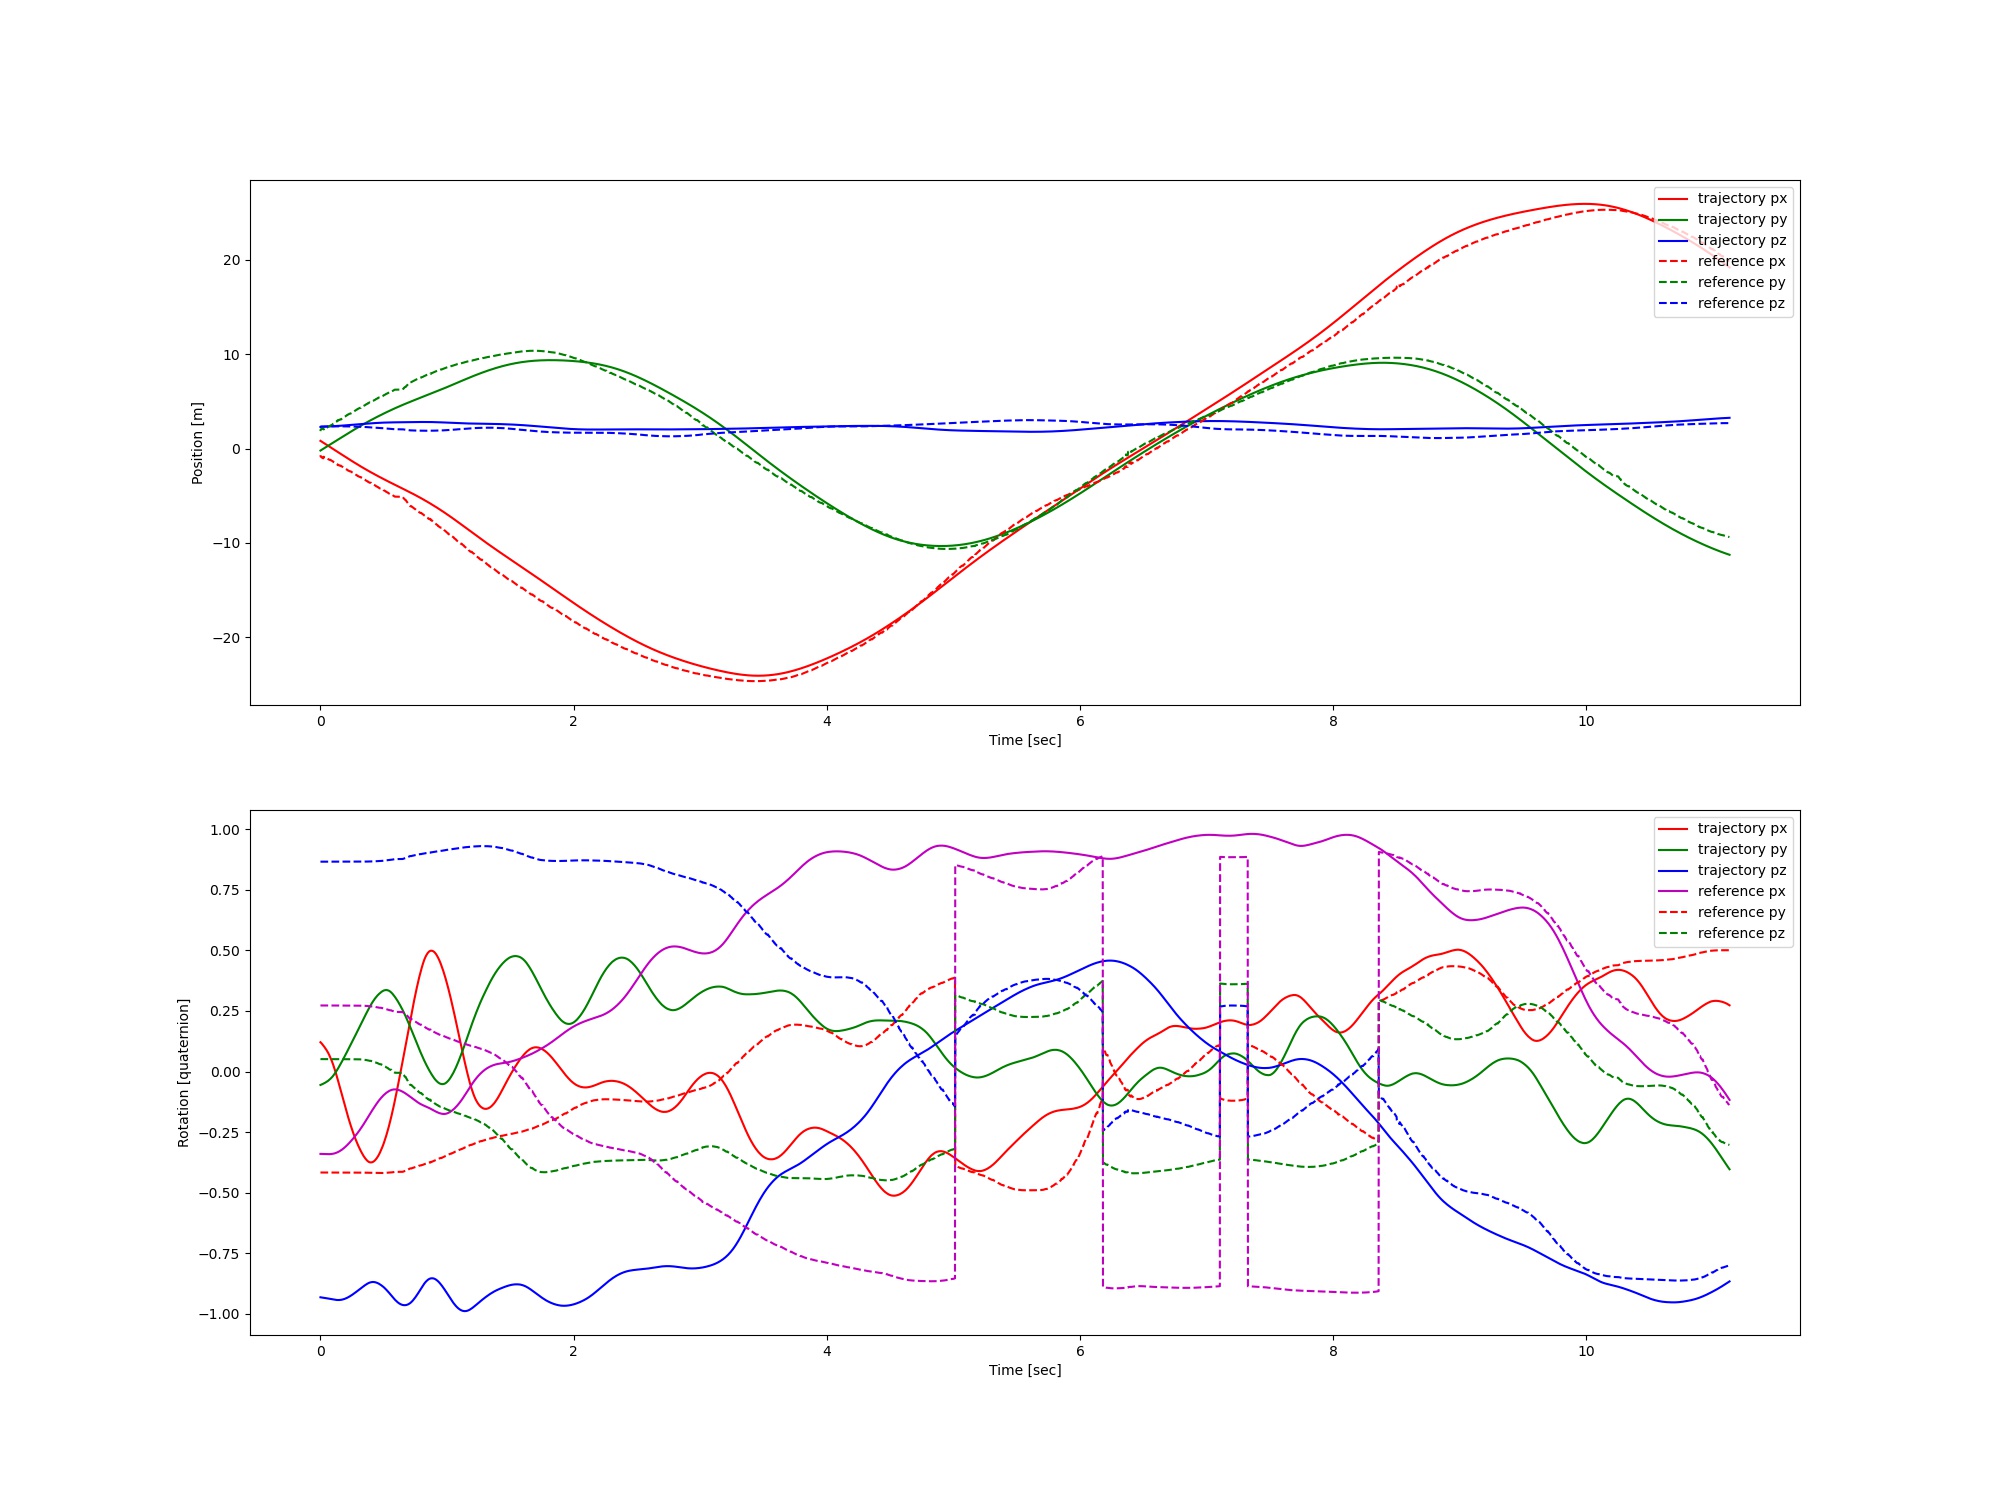 Position [m]
20
10
0
−10
−20
0 2 4 6 8 10
Time [sec]
trajectory px
trajectory py
trajectory pz
reference px
reference py
reference pz
Rotation [quaternion]
1.00
0.75
0.50
0.25
0.00
−0.25
−0.50
−0.75
−1.00
0 2 4 6 8 10
Time [sec]
trajectory px
trajectory py
trajectory pz
reference px
reference py
reference pz